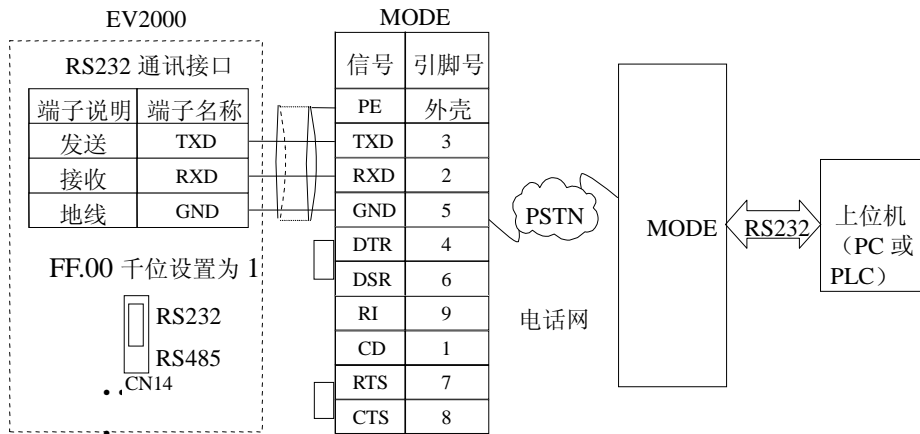 EV2000
RS232 通讯接口
端子说明 端子名称
发送 TXD
接收 RXD
地线 GND
FF.00 千位设置为 1
RS232
RS485
CN14
MODE
信号 引脚号
PE 外壳
TXD 3
RXD 2
GND 5
DTR 4
DSR 6
RI 9
CD 1
RTS 7
CTS 8
PSTN
电话网
MODE
RS232
上位机
（PC 或
PLC）